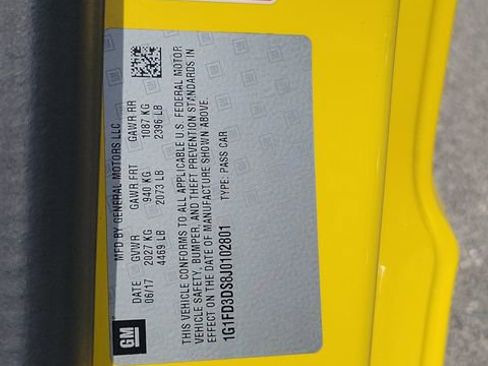 GM
MFD BY GENERAL MOTORS LLC
DATE GVWR GAWR FRT GAWR RR
06/17 2027 KG 940 KG 1087 KG
4469 LB 2073 LB 2396 LB
THIS VEHICLE CONFORMS TO ALL APPLICABLE U.S. FEDERAL MOTOR
VEHICLE SAFETY, BUMPER, AND THEFT PREVENTION STANDARDS IN
EFFECT ON THE DATE OF MANUFACTURE SHOWN ABOVE.
1G1FD3DS8J0102801 TYPE: PASS CAR